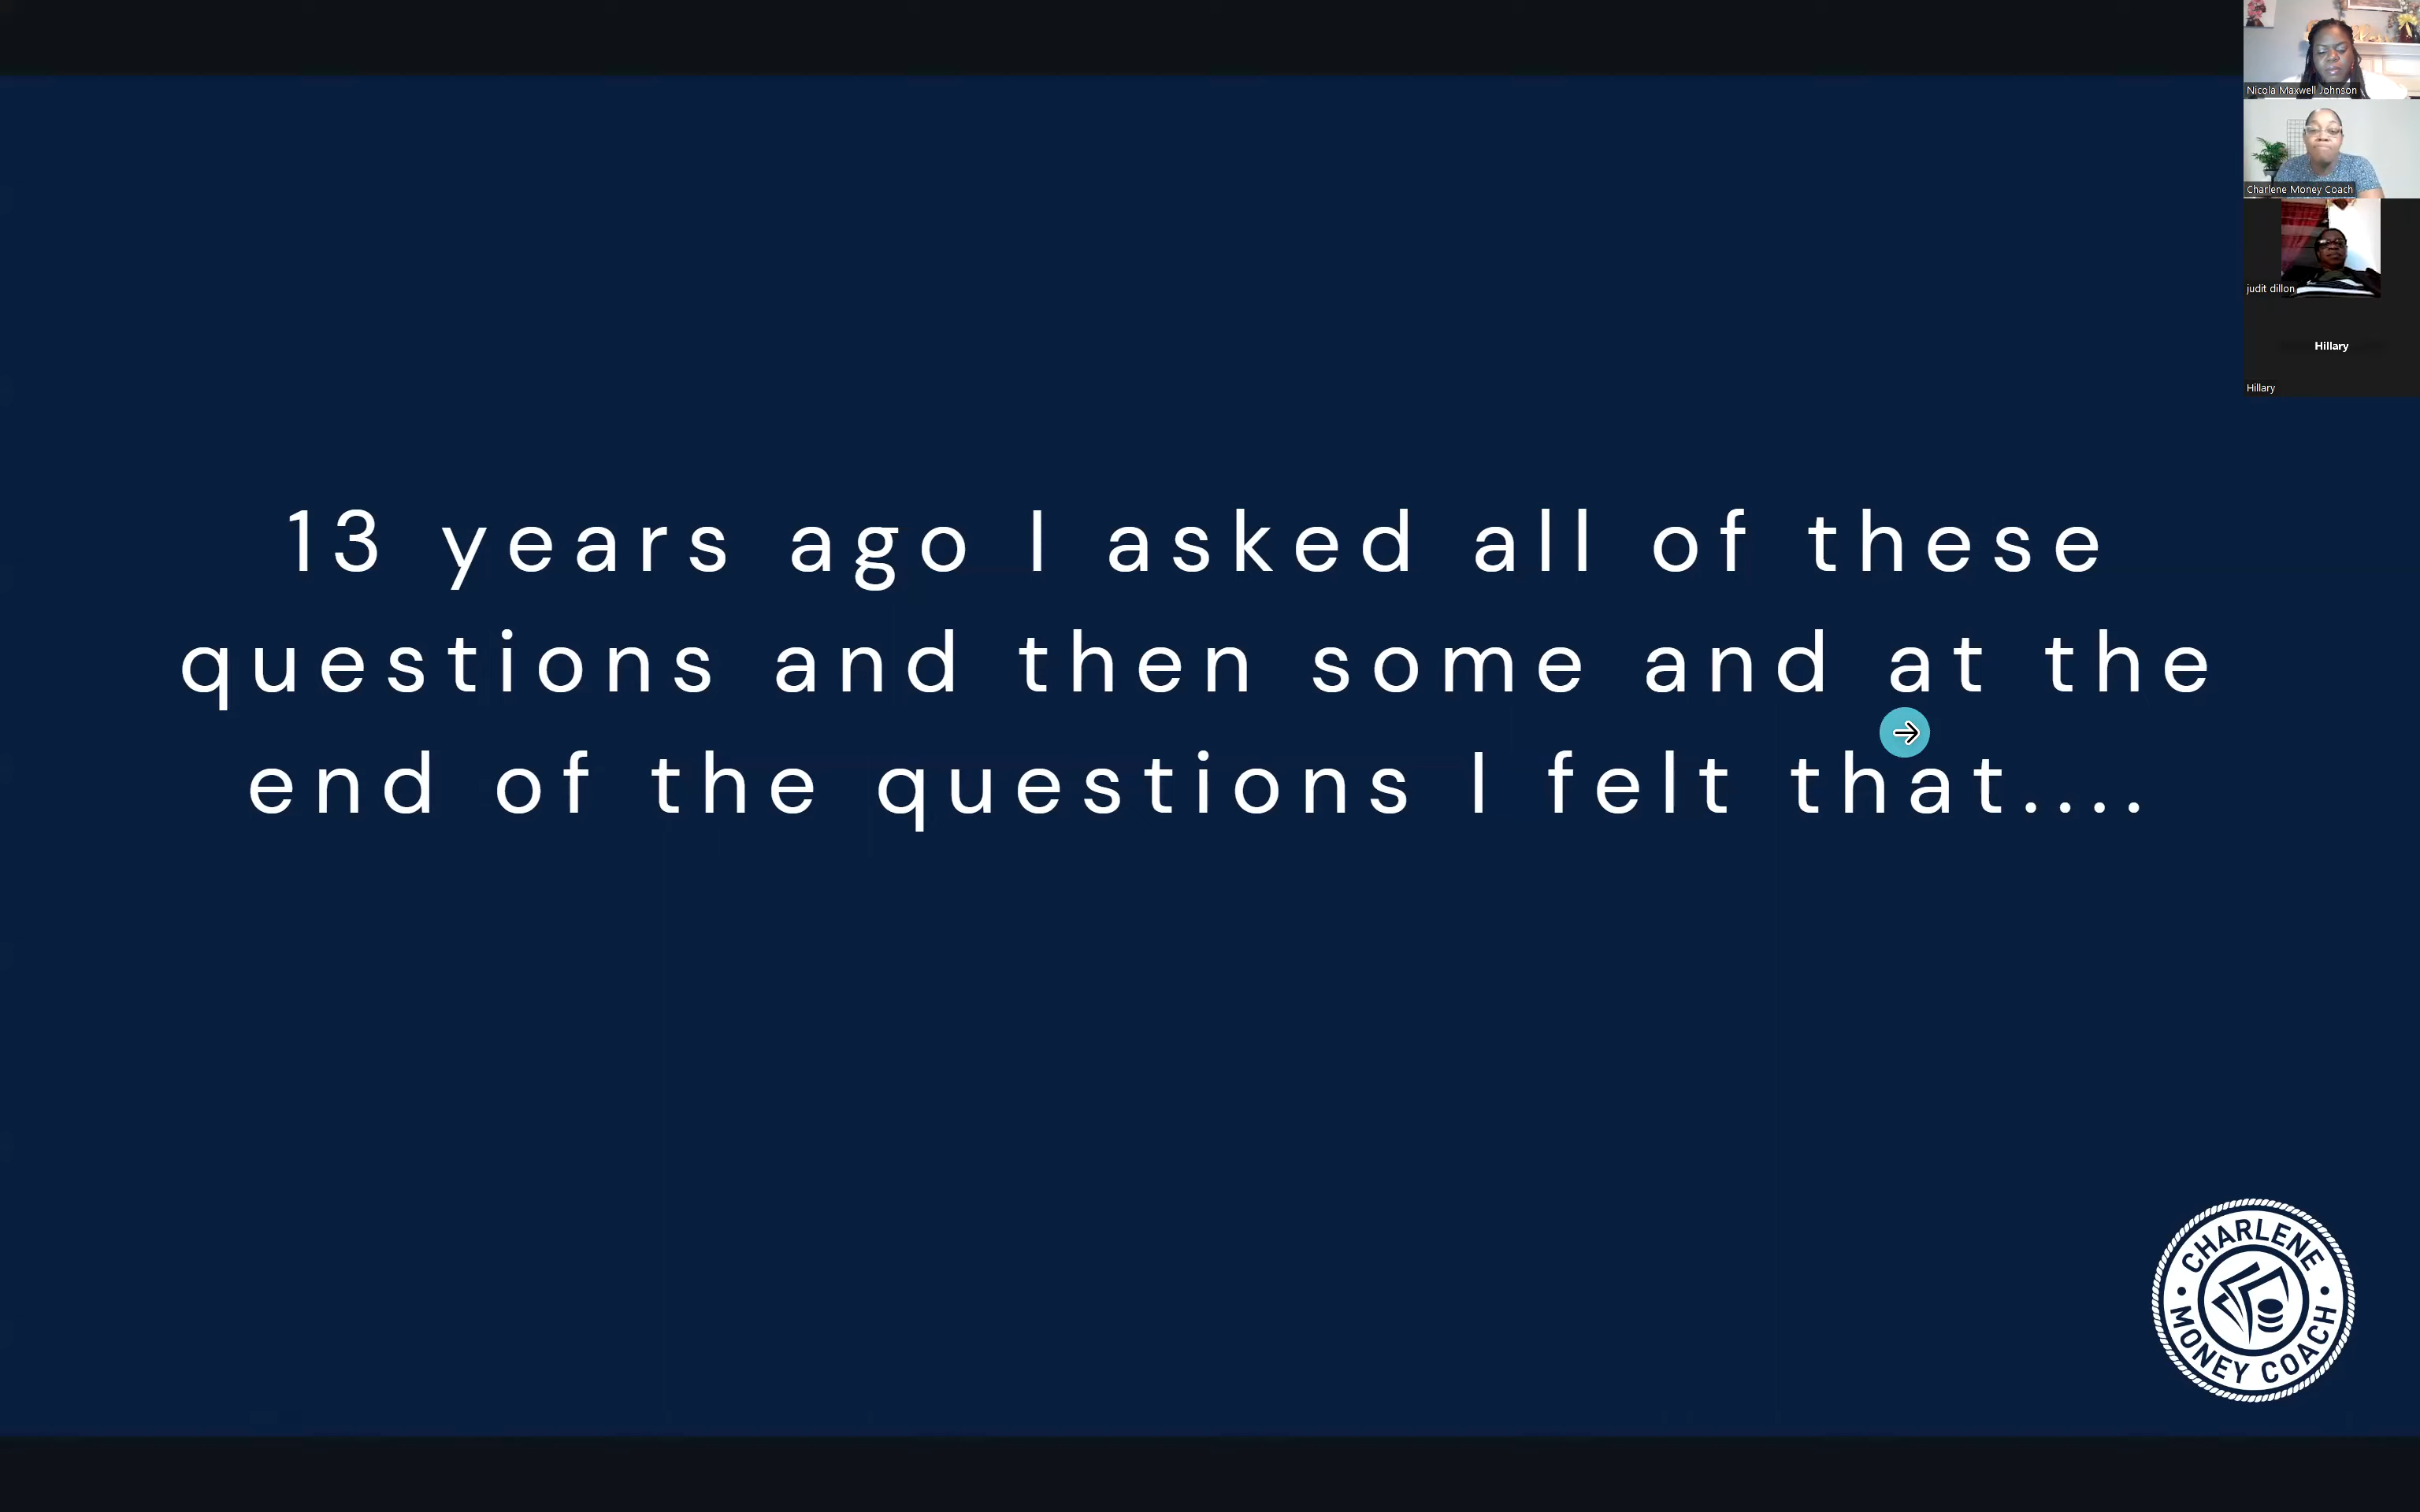 13 years ago I asked all of these
questions and then some and at the
end of the questions I felt that....
Nicola Maxwell Johnson
Charlene Money Coach
judit dillon
Hillary
Hillary
CHARLENE
MONEY COACH